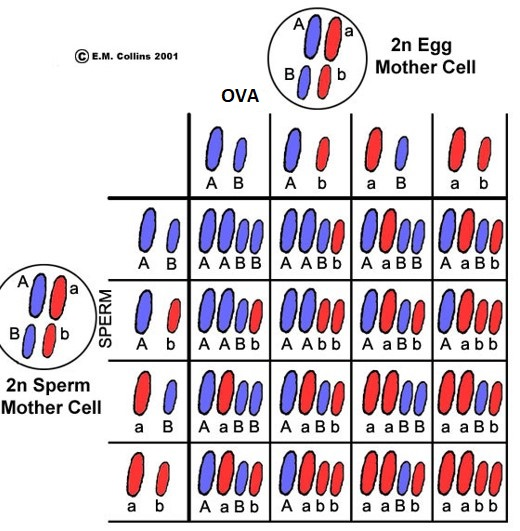 © E.M. Collins 2001
A a
B b
2n Egg
Mother Cell
OVA
A B A b a B a b
A B A A B B A A B b A a B B A a B b
A a
B b
2n Sperm
Mother Cell
SPERM
A b A A B b A A b b A a B b A a b b
a B A a B B A a B b a a B B a a B b
a b A a B b A a b b a a B b a a b b